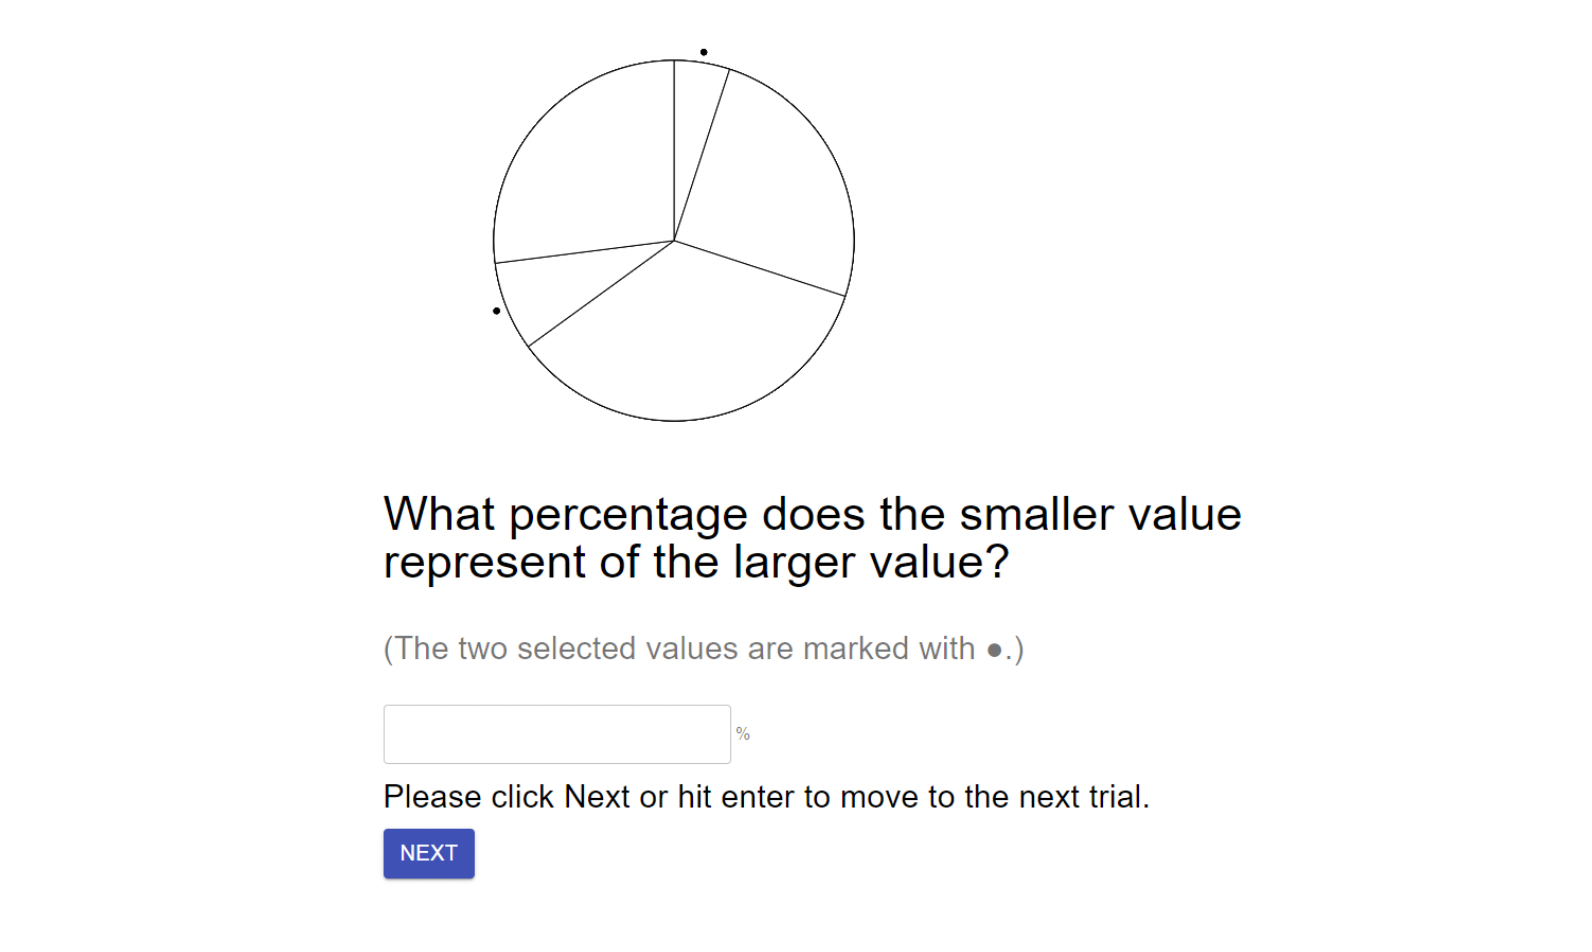 What percentage does the smaller value
represent of the larger value?
(The two selected values are marked with ●.)
%
Please click Next or hit enter to move to the next trial.
NEXT